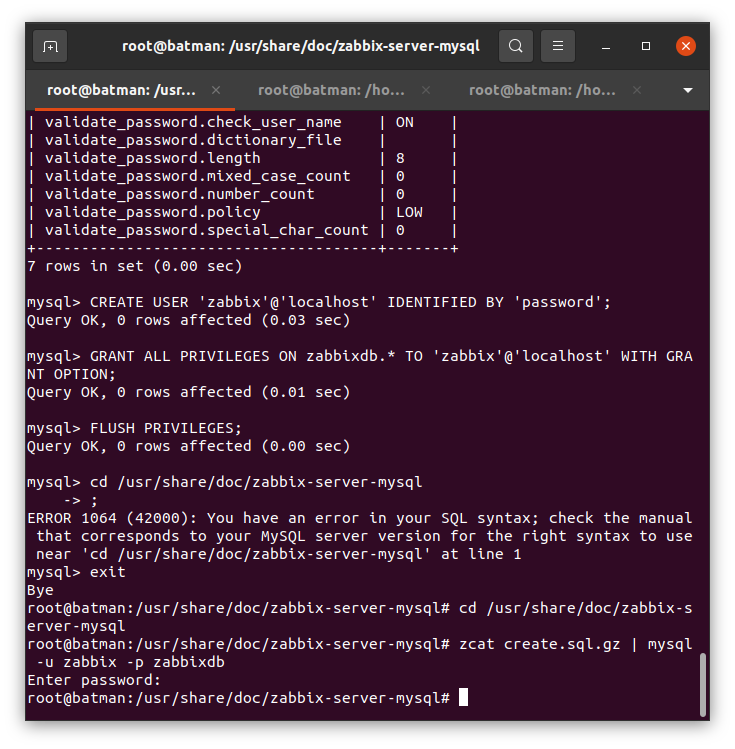 root@batman: /usr/share/doc/zabbix-server-mysql
root@batman: /usr... × root@batman: /ho... × root@batman: /ho... ×
| validate_password.check_user_name    | ON    |
| validate_password.dictionary_file    |       |
| validate_password.length             | 8     |
| validate_password.mixed_case_count   | 0     |
| validate_password.number_count       | 0     |
| validate_password.policy             | LOW   |
| validate_password.special_char_count | 0     |
+--------------------------------------+-------+
7 rows in set (0.00 sec)
mysql> CREATE USER 'zabbix'@'localhost' IDENTIFIED BY 'password';
Query OK, 0 rows affected (0.03 sec)
mysql> GRANT ALL PRIVILEGES ON zabbixdb.* TO 'zabbix'@'localhost' WITH GRA
NT OPTION;
Query OK, 0 rows affected (0.01 sec)
mysql> FLUSH PRIVILEGES;
Query OK, 0 rows affected (0.00 sec)
mysql> cd /usr/share/doc/zabbix-server-mysql
    -> ;
ERROR 1064 (42000): You have an error in your SQL syntax; check the manual
 that corresponds to your MySQL server version for the right syntax to use
 near 'cd /usr/share/doc/zabbix-server-mysql' at line 1
mysql> exit
Bye
root@batman:/usr/share/doc/zabbix-server-mysql# cd /usr/share/doc/zabbix-s
erver-mysql
root@batman:/usr/share/doc/zabbix-server-mysql# zcat create.sql.gz | mysql
 -u zabbix -p zabbixdb
Enter password:
root@batman:/usr/share/doc/zabbix-server-mysql#